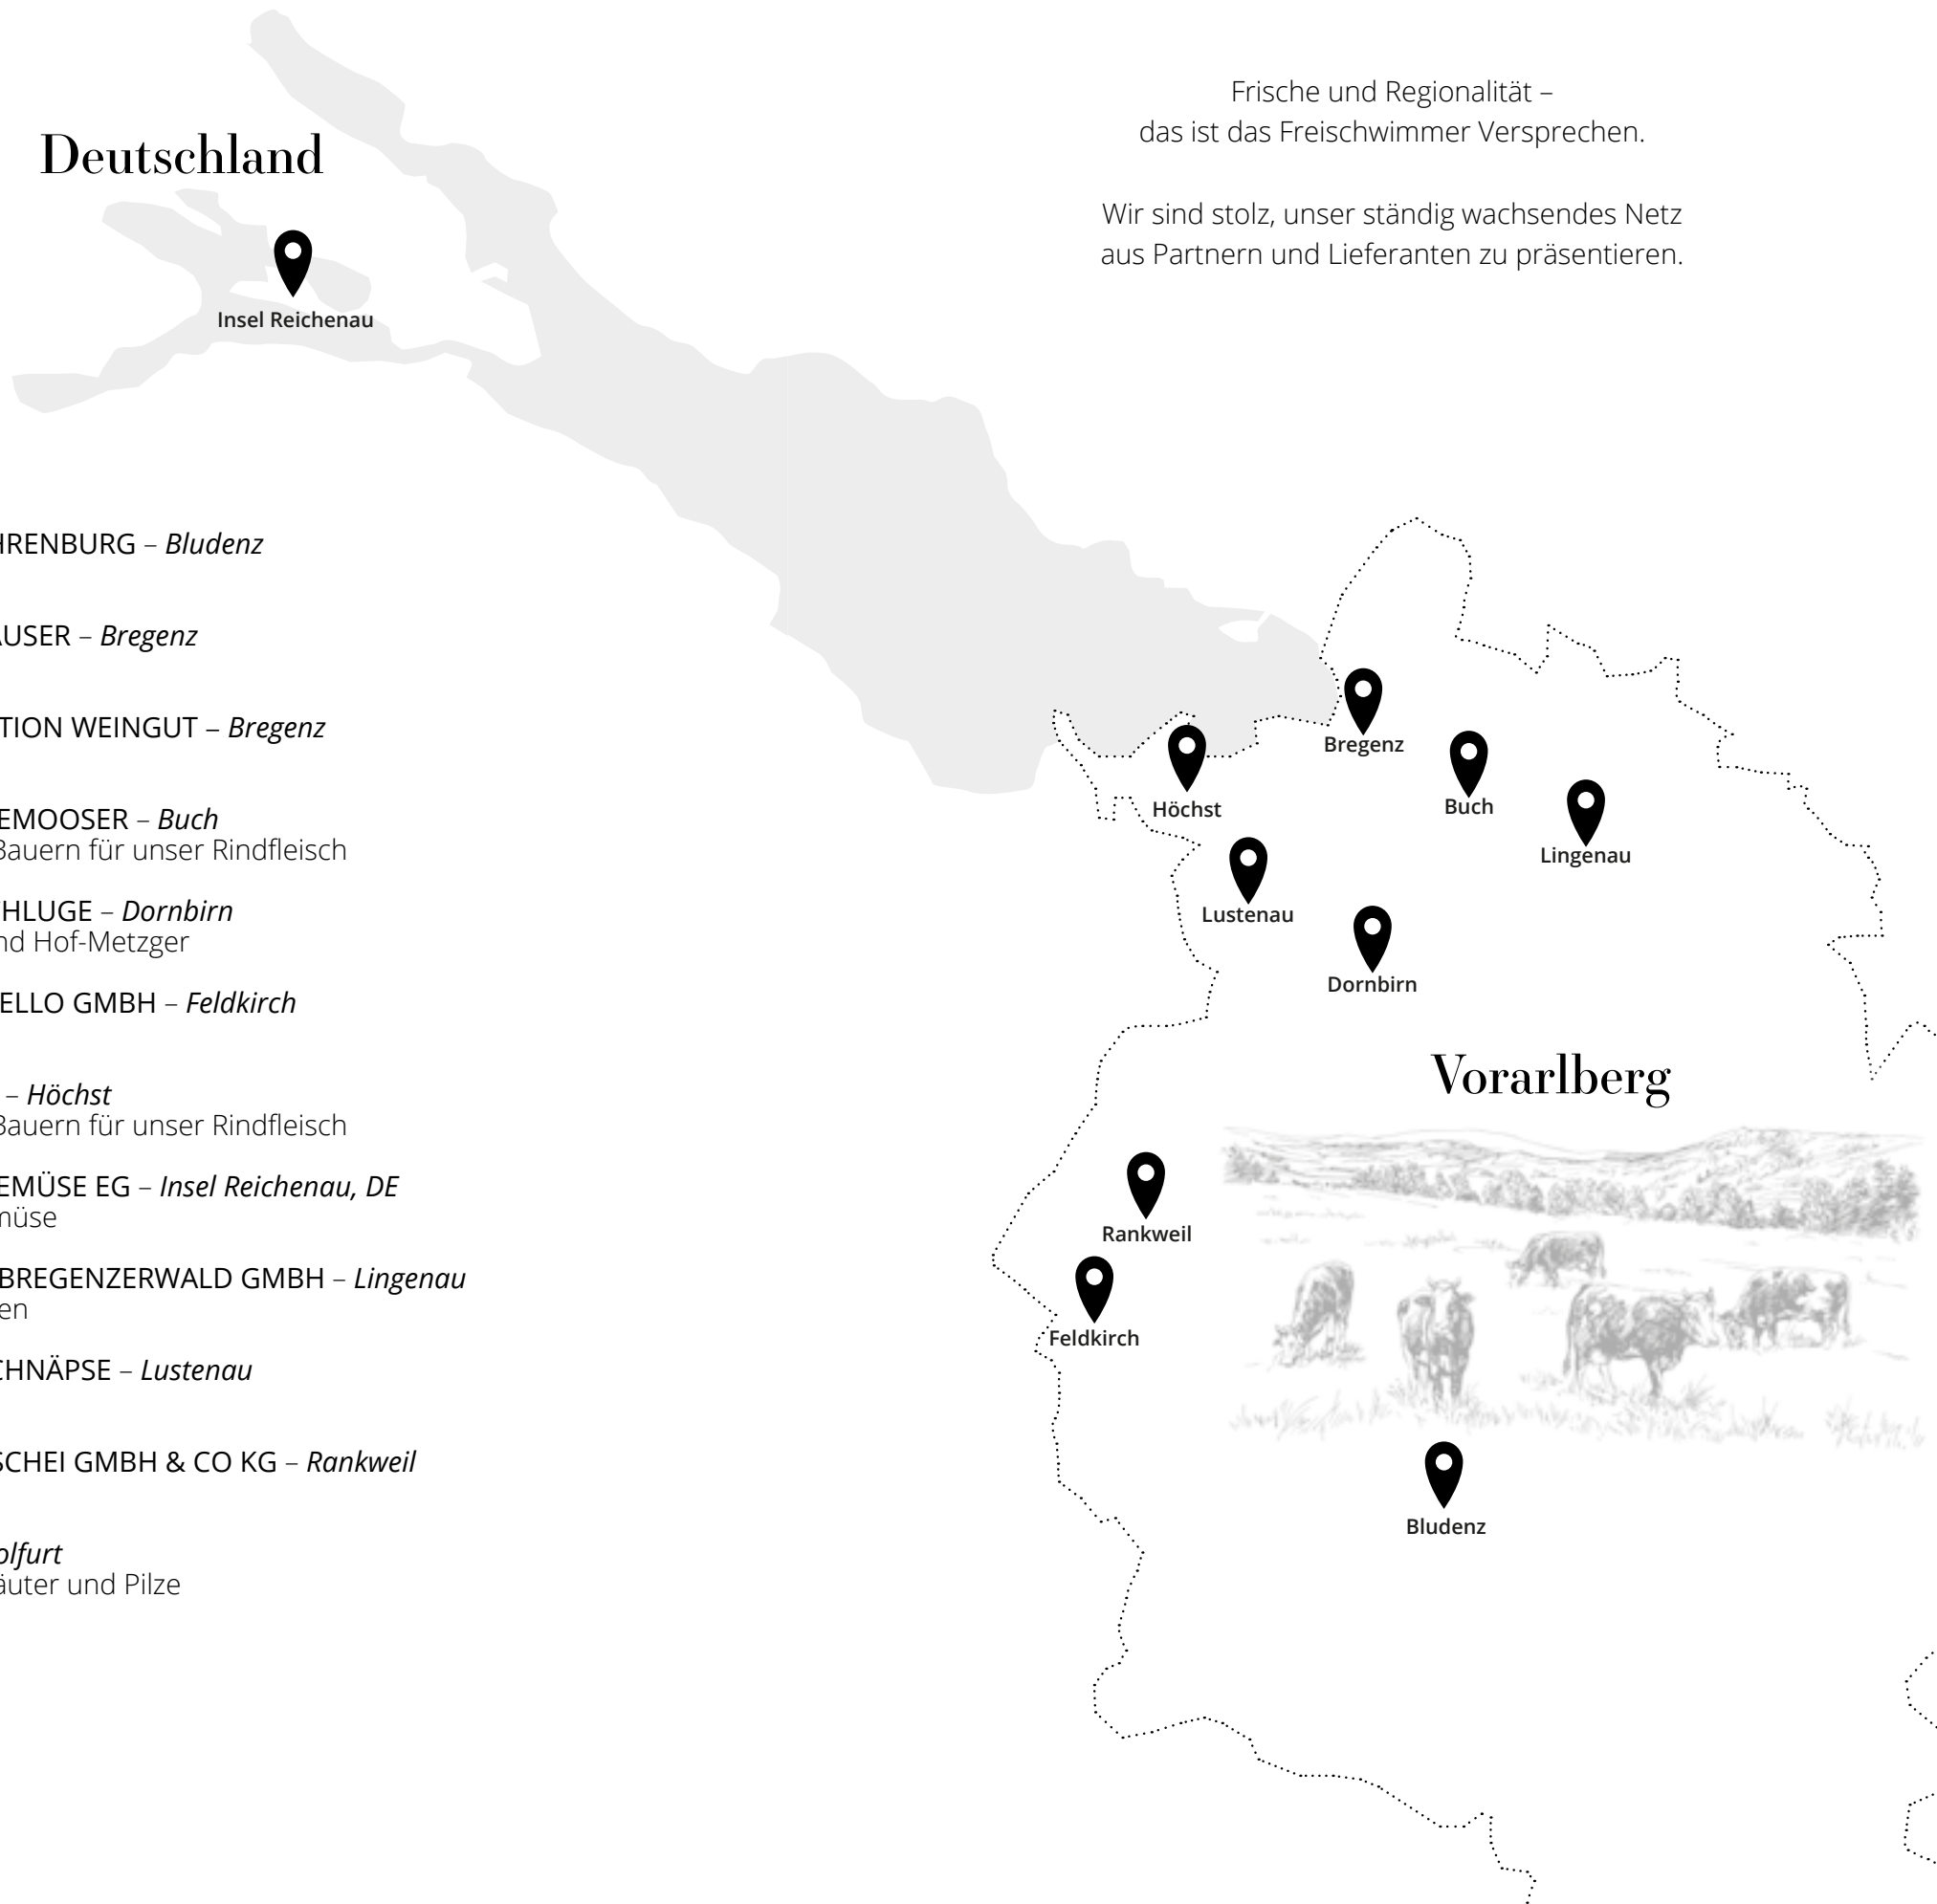 Frische und Regionalität –
das ist das Freischwimmer Versprechen.
Wir sind stolz, unser ständig wachsendes Netz
aus Partnern und Lieferanten zu präsentieren.
Deutschland
Insel Reichenau
HRENBURG – Bludenz
AUSER – Bregenz
TION WEINGUT – Bregenz
EMOOSER – Buch
Bauern für unser Rindfleisch
HLUGE – Dornbirn
nd Hof-Metzger
ELLO GMBH – Feldkirch
– Höchst
Bauern für unser Rindfleisch
EMÜSE EG – Insel Reichenau, DE
müse
BREGENZERWALD GMBH – Lingenau
en
CHNÄPSE – Lustenau
SCHEI GMBH & CO KG – Rankweil
olfurt
äuter und Pilze
Bregenz
Höchst
Buch
Lingenau
Lustenau
Dornbirn
Vorarlberg
Rankweil
Feldkirch
Bludenz